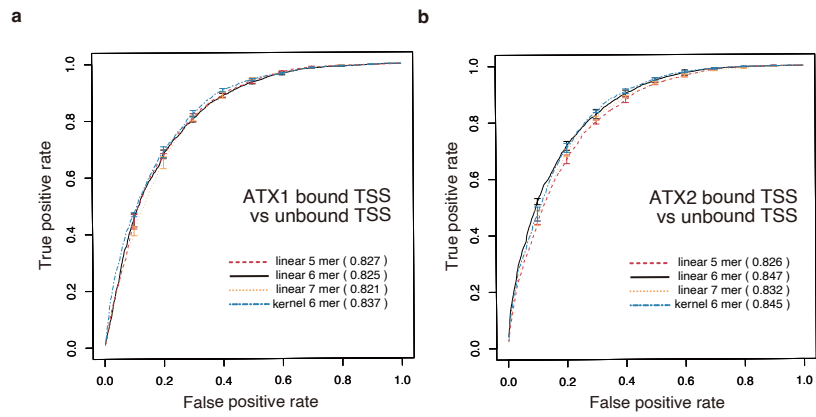 a
True positive rate
1.0
0.8
0.6
0.4
0.2
0.0
ATX1 bound TSS
vs unbound TSS
linear 5 mer ( 0.827 )
linear 6 mer ( 0.825 )
linear 7 mer ( 0.821 )
kernel 6 mer ( 0.837 )
0.0 0.2 0.4 0.6 0.8 1.0
False positive rate
b
True positive rate
1.0
0.8
0.6
0.4
0.2
0.0
ATX2 bound TSS
vs unbound TSS
linear 5 mer ( 0.826 )
linear 6 mer ( 0.847 )
linear 7 mer ( 0.832 )
kernel 6 mer ( 0.845 )
0.0 0.2 0.4 0.6 0.8 1.0
False positive rate